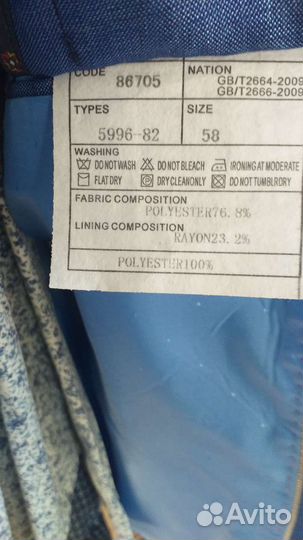 CODE 86705 NATION GB/T2664-2009
GB/T2666-2009
TYPES SIZE
5996-82 58
WASHING
DO NOT WASH DO NOT BLEACH IRONING AT MODERATE
FLAT DRY DRY CLEAN ONLY DO NOT TUMBLRDRY
FABRIC COMPOSITION
POLYESTER76.8%
LINING COMPOSITION
RAYON23.2%
POLYESTER100%
Avito